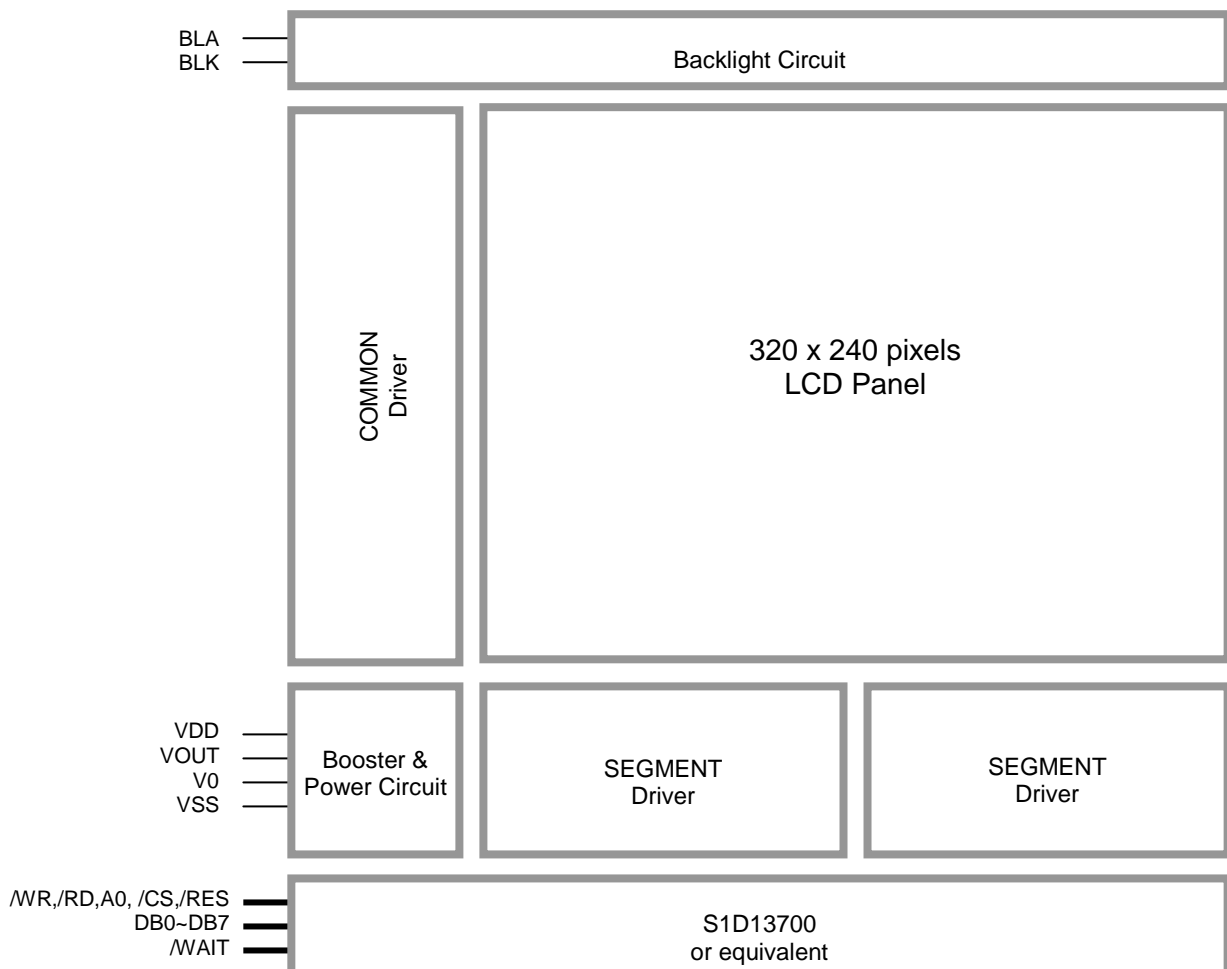 BLA
BLK
Backlight Circuit
COMMON
Driver
320 x 240 pixels
LCD Panel
VDD
VOUT
V0
VSS
Booster &
Power Circuit
SEGMENT
Driver
SEGMENT
Driver
/WR,/RD,A0, /CS,/RES
DB0~DB7
/WAIT
S1D13700
or equivalent